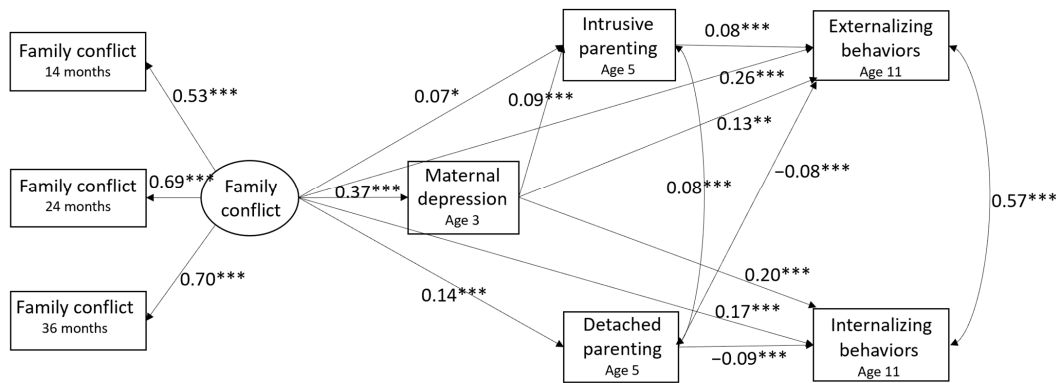 Family conflict
14 months
Family conflict
24 months
Family conflict
36 months
0.53***
0.69***
0.70***
Family
conflict
0.07*
0.37***
0.14***
Maternal
depression
Age 3
0.09***
Intrusive
parenting
Age 5
Detached
parenting
Age 5
0.08***
0.26***
0.13**
0.08***
−0.08***
0.20***
0.17***
−0.09***
Externalizing
behaviors
Age 11
Internalizing
behaviors
Age 11
0.57***